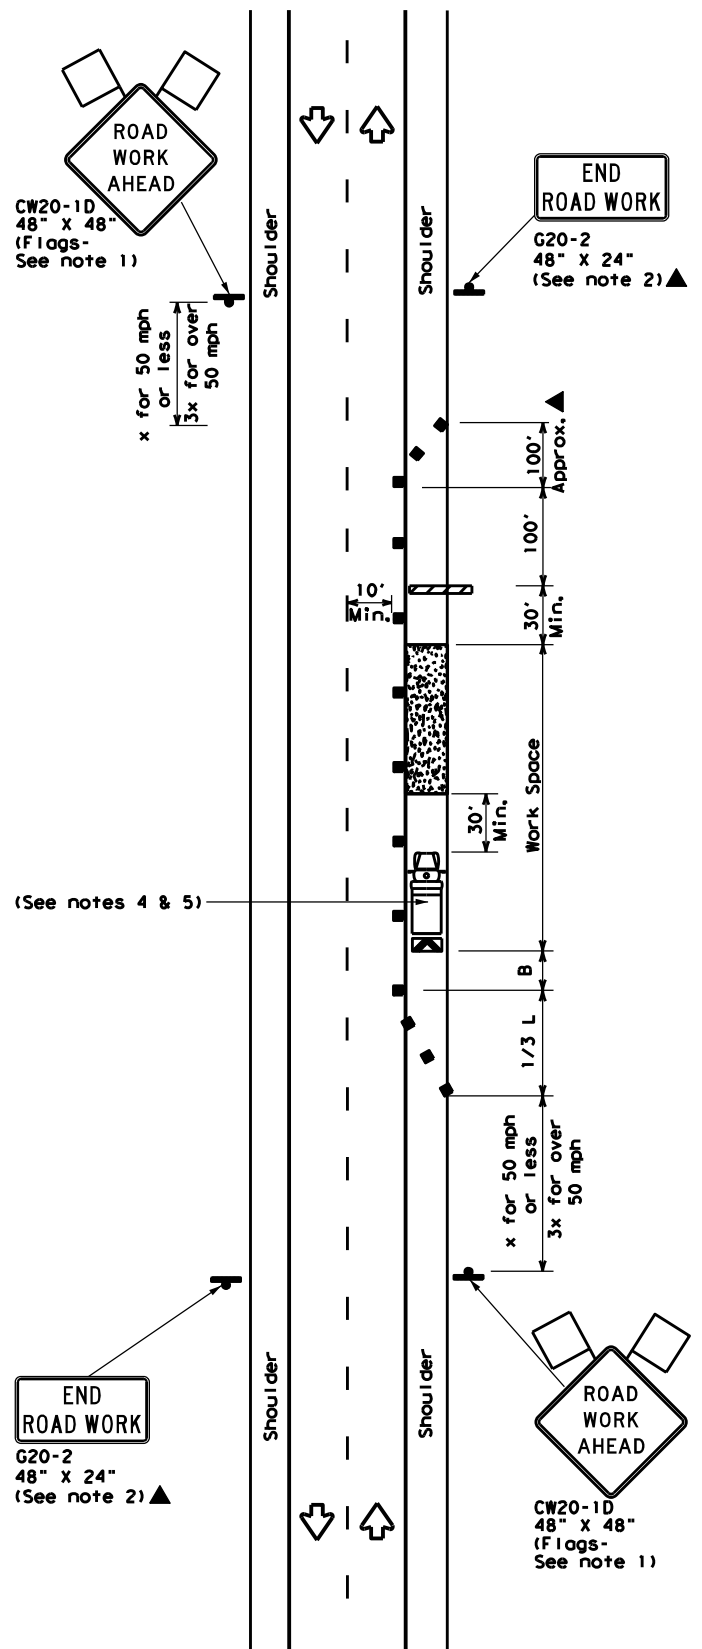 ROAD
WORK
AHEAD
CW20-1D
48" X 48"
(Flags-
See note 1)
Shoulder
Shoulder
END
ROAD WORK
G20-2
48" X 24"
(See note 2)
x for 50 mph
or less
3x for over
50 mph
100'
Approx.
100'
10'
Min.
30'
Min.
Work Space
30'
Min.
(See notes 4 & 5)
B
1/3 L
x for 50 mph
or less
3x for over
50 mph
END
ROAD WORK
G20-2
48" X 24"
(See note 2)
Shoulder
Shoulder
ROAD
WORK
AHEAD
CW20-1D
48" X 48"
(Flags-
See note 1)